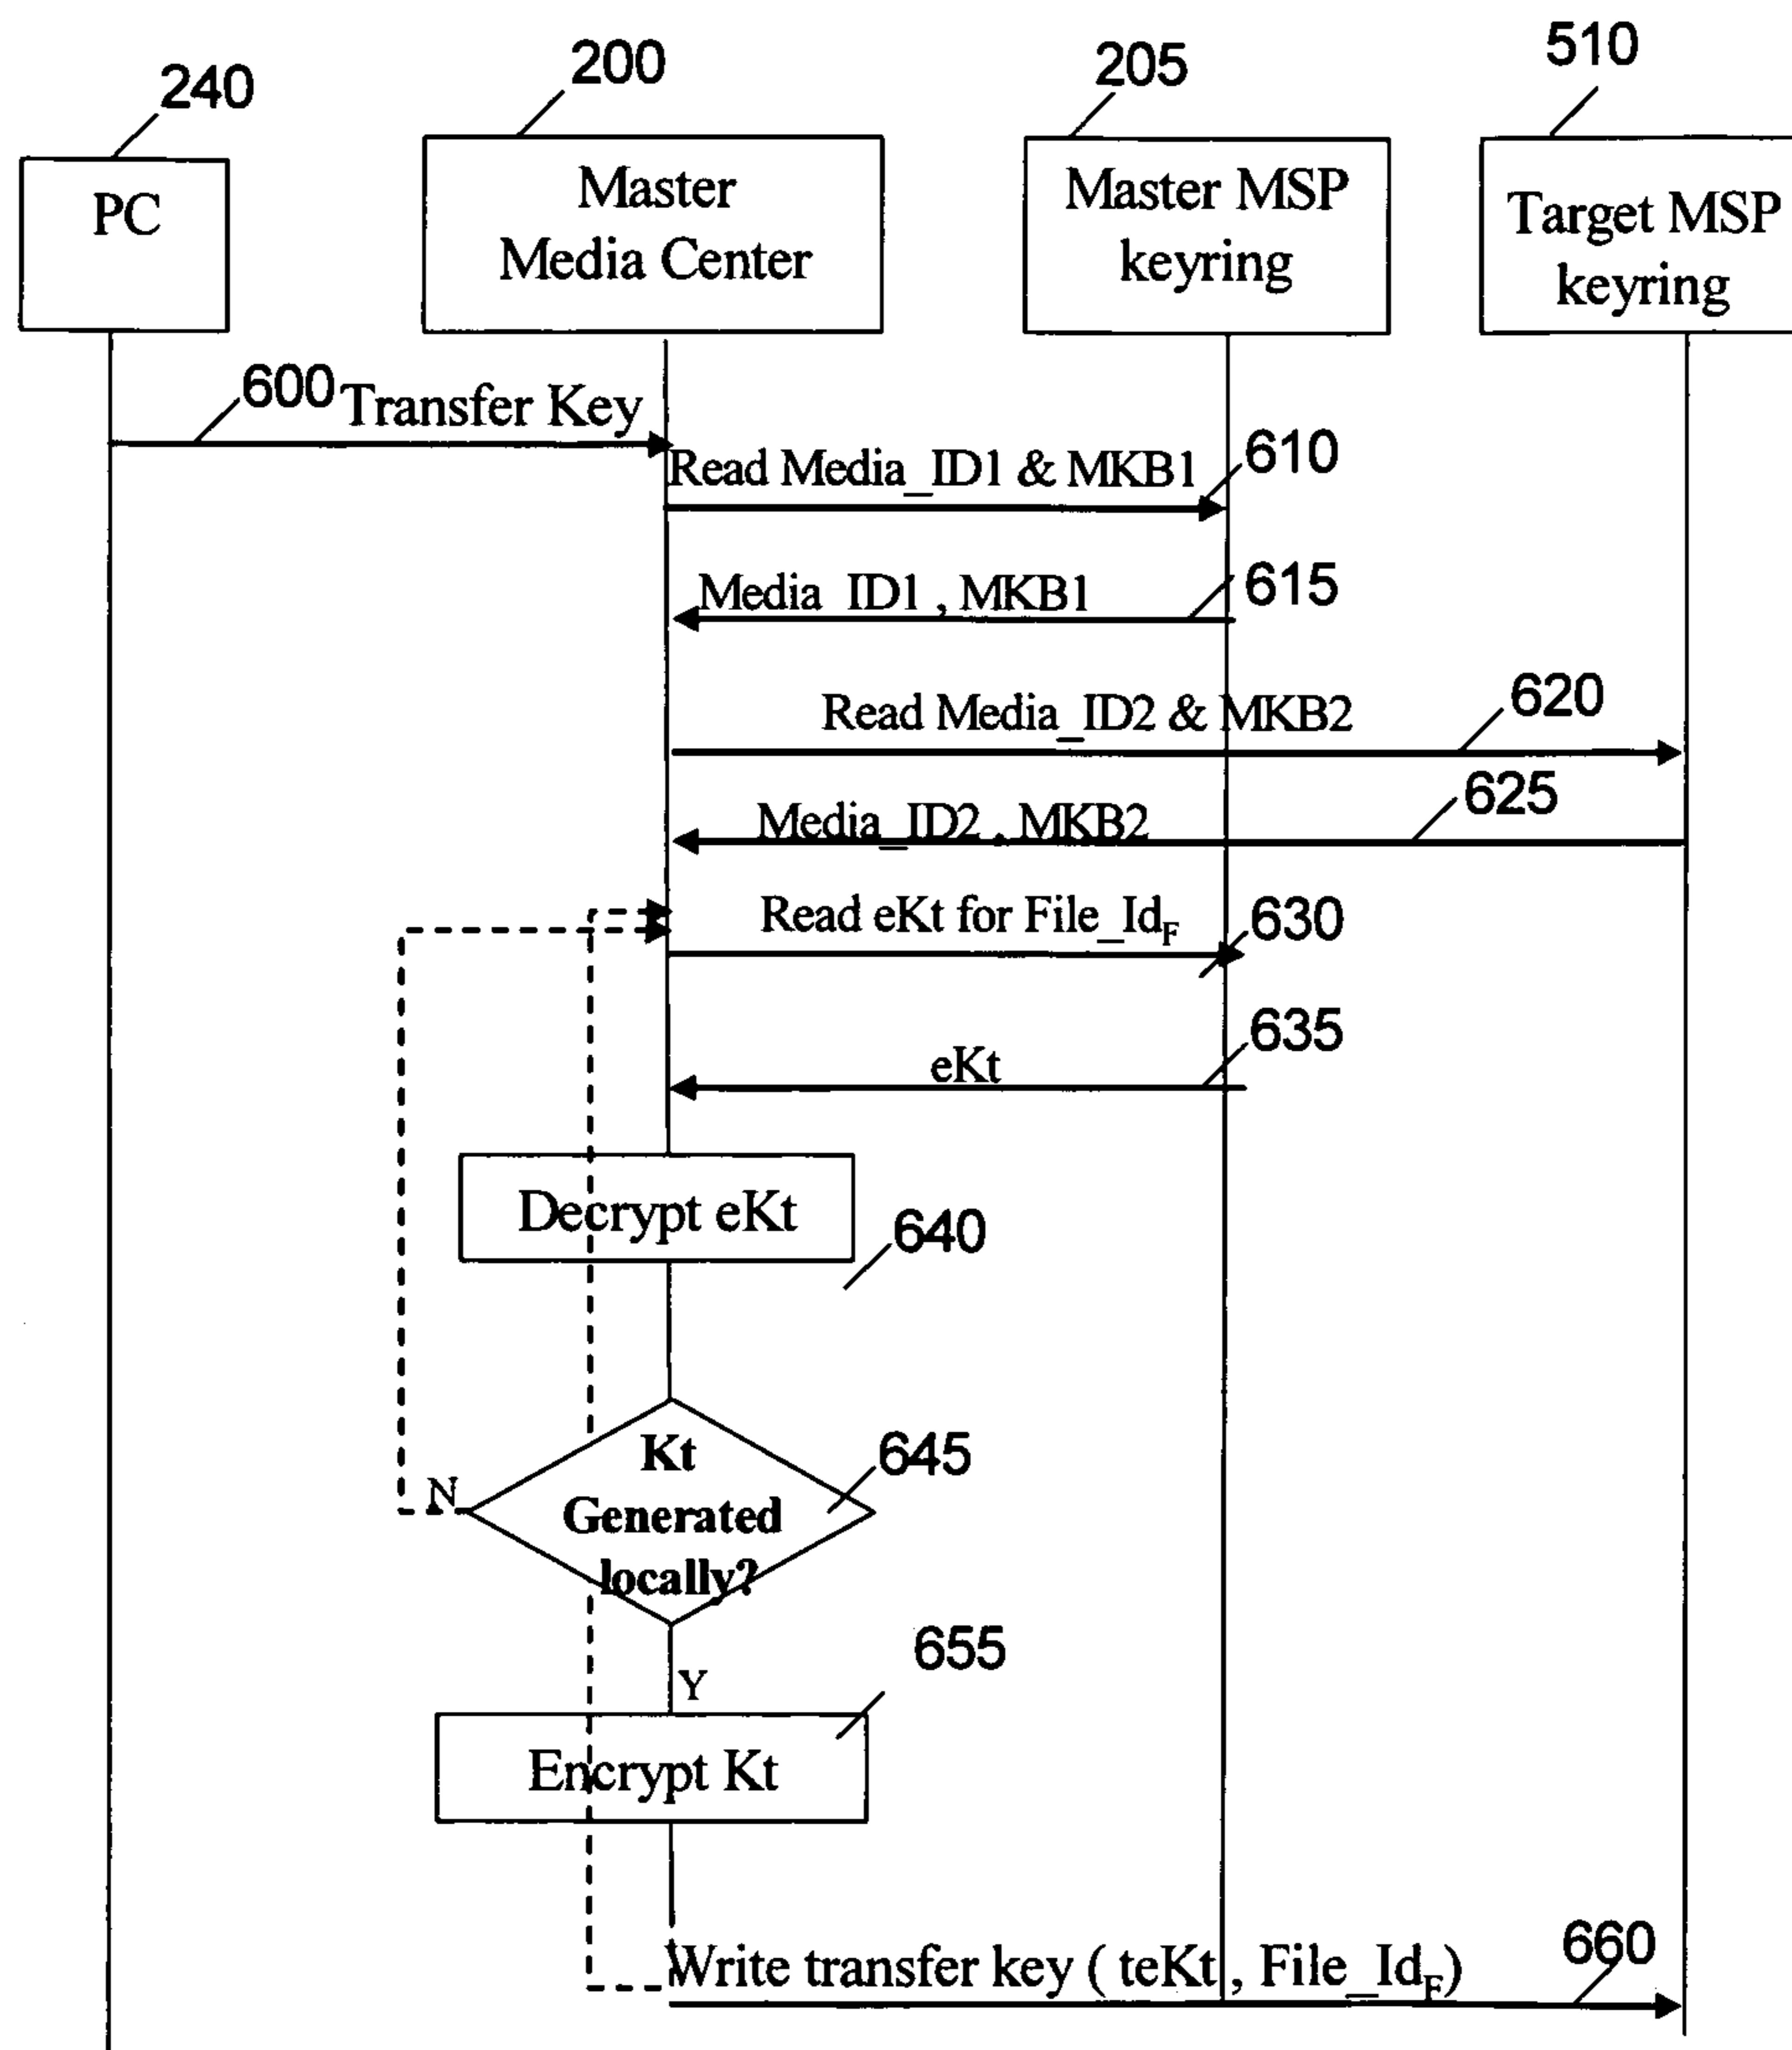 240
200
205
510
PC
Master
Media Center
Master MSP
keyring
Target MSP
keyring
600
Transfer Key
Read Media_ID1 & MKB1
610
Media ID1 , MKB1
615
Read Media_ID2 & MKB2
620
Media_ID2 , MKB2
625
Read eKt for File_IdF
630
eKt
635
Decrypt eKt
640
Kt
Generated
locally?
645
N
Y
655
Encrypt Kt
Write transfer key ( teKt , File_IdF)
660